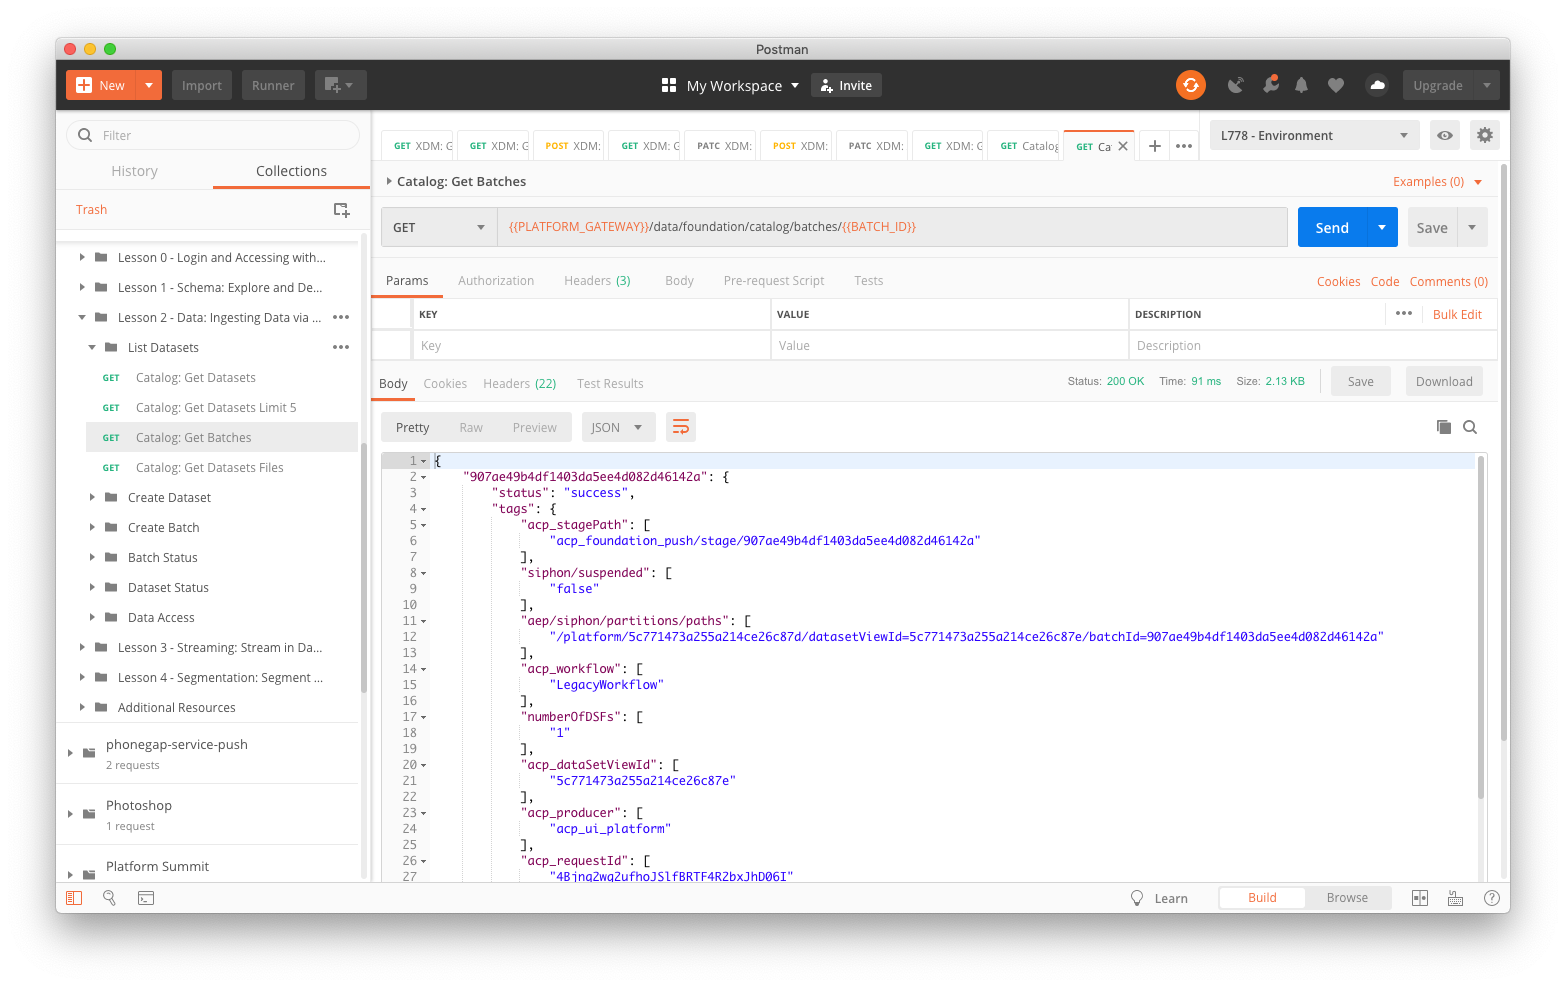 Postman
New
Import
Runner
My Workspace
Invite
Upgrade
Filter
History
Collections
Trash
Lesson 0 - Login and Accessing with...
Lesson 1 - Schema: Explore and De...
Lesson 2 - Data: Ingesting Data via ...
List Datasets
GET Catalog: Get Datasets
GET Catalog: Get Datasets Limit 5
GET Catalog: Get Batches
GET Catalog: Get Datasets Files
Create Dataset
Create Batch
Batch Status
Dataset Status
Data Access
Lesson 3 - Streaming: Stream in Da...
Lesson 4 - Segmentation: Segment ...
Additional Resources
phonegap-service-push
2 requests
Photoshop
1 request
Platform Summit
GET XDM: G
GET XDM: G
POST XDM:
GET XDM: G
PATC XDM:
POST XDM:
PATC XDM:
GET XDM: G
GET Catalog
GET Ca
L778 - Environment
Catalog: Get Batches
Examples (0)
GET
{{PLATFORM_GATEWAY}}/data/foundation/catalog/batches/{{BATCH_ID}}
Send
Save
Params
Authorization
Headers (3)
Body
Pre-request Script
Tests
Cookies
Code
Comments (0)
KEY
VALUE
DESCRIPTION
Bulk Edit
Key
Value
Description
Body
Cookies
Headers (22)
Test Results
Status: 200 OK
Time: 91 ms
Size: 2.13 KB
Save
Download
Pretty
Raw
Preview
JSON
1 {
2 "907ae49b4df1403da5ee4d082d46142a": {
3 "status": "success",
4 "tags": {
5 "acp_stagePath": [
6 "acp_foundation_push/stage/907ae49b4df1403da5ee4d082d46142a"
7 ],
8 "siphon/suspended": [
9 "false"
10 ],
11 "aep/siphon/partitions/paths": [
12 "/platform/5c771473a255a214ce26c87d/datasetViewId=5c771473a255a214ce26c87e/batchId=907ae49b4df1403da5ee4d082d46142a"
13 ],
14 "acp_workflow": [
15 "LegacyWorkflow"
16 ],
17 "numberOfDSFs": [
18 "1"
19 ],
20 "acp_dataSetViewId": [
21 "5c771473a255a214ce26c87e"
22 ],
23 "acp_producer": [
24 "acp_ui_platform"
25 ],
26 "acp_requestId": [
27
Learn
Build
Browse